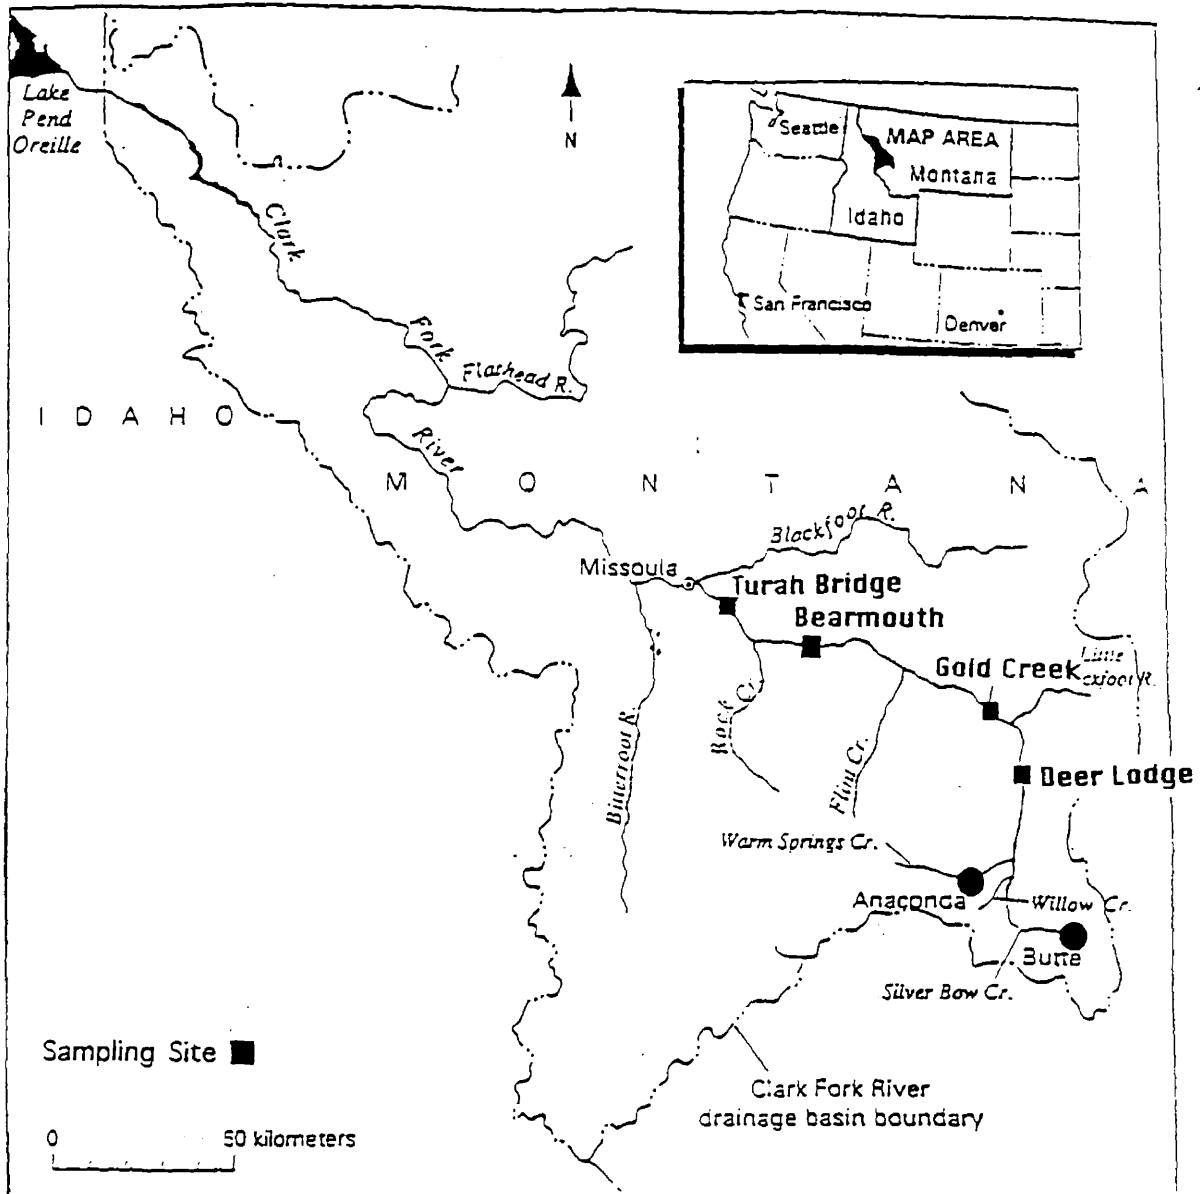 Lake
Pend
Oreille
N
Seattle
MAP AREA
Montana
Idaho
San Francisco
Denver
Clark
Fork
Flathead R.
River
I D A H O
M O N T A N A
Blackfoot R.
Missoula
Turah Bridge
Bearmouth
Gold Creek
Little
R.
Rock Cr.
Bitterroot R.
Flint Cr.
Deer Lodge
Warm Springs Cr.
Anaconda
Willow Cr.
Butte
Silver Bow Cr.
Sampling Site
Clark Fork River
drainage basin boundary
0 50 kilometers